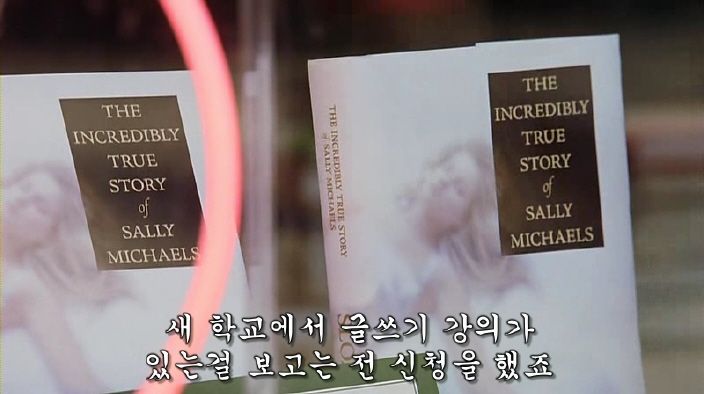 THE
INCREDIBLY
TRUE
STORY
of
SALLY
MICHAELS
THE INCREDIBLY TRUE STORY
of SALLY MICHAELS
THE
INCREDIBLY
TRUE
STORY
of
SALLY
MICHAELS
새 학교에서 글쓰기 강의가
있는걸 보고는 전 신청을 했죠